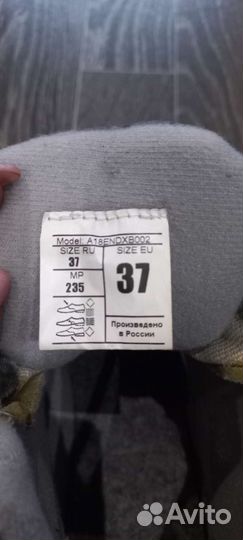 Model: A18ENDXB002
SIZE RU
37
MP
235
SIZE EU
37
Произведено
в России
Avito